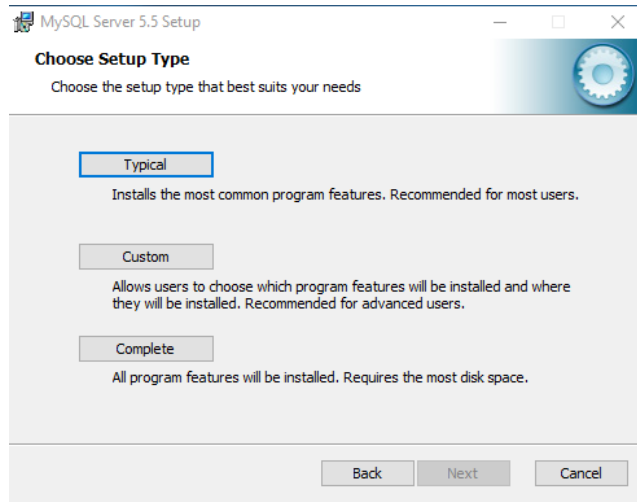 MySQL Server 5.5 Setup
Choose Setup Type
Choose the setup type that best suits your needs
Typical
Installs the most common program features. Recommended for most users.
Custom
Allows users to choose which program features will be installed and where
they will be installed. Recommended for advanced users.
Complete
All program features will be installed. Requires the most disk space.
Back
Next
Cancel